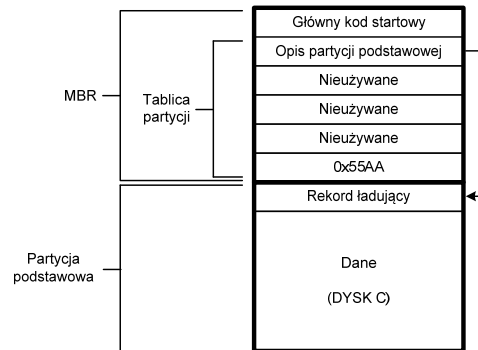 Główny kod startowy
Opis partycji podstawowej
Nieużywane
Nieużywane
Nieużywane
0x55AA
MBR
Tablica
partycji
Rekord ładujący
Dane
(DYSK C)
Partycja
podstawowa